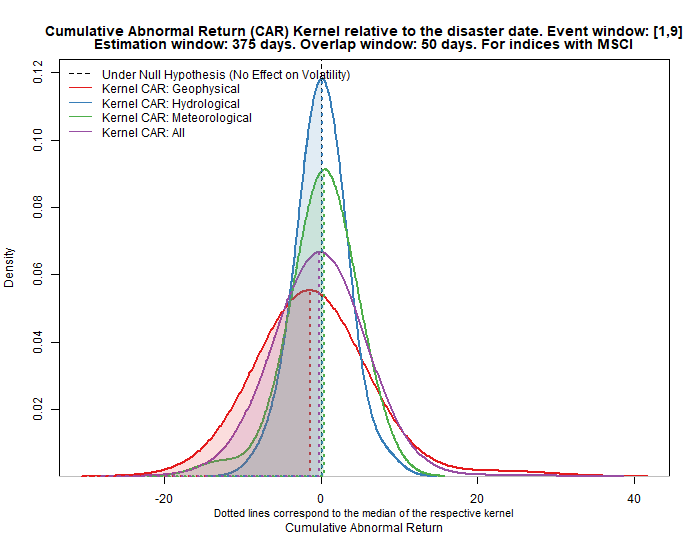 Cumulative Abnormal Return (CAR) Kernel relative to the disaster date. Event window: [1,9]
Estimation window: 375 days. Overlap window: 50 days. For indices with MSCI
Under Null Hypothesis (No Effect on Volatility)
Kernel CAR: Geophysical
Kernel CAR: Hydrological
Kernel CAR: Meteorological
Kernel CAR: All
0.12
0.10
0.08
0.06
0.04
0.02
Density
-20 0 20 40
Dotted lines correspond to the median of the respective kernel
Cumulative Abnormal Return